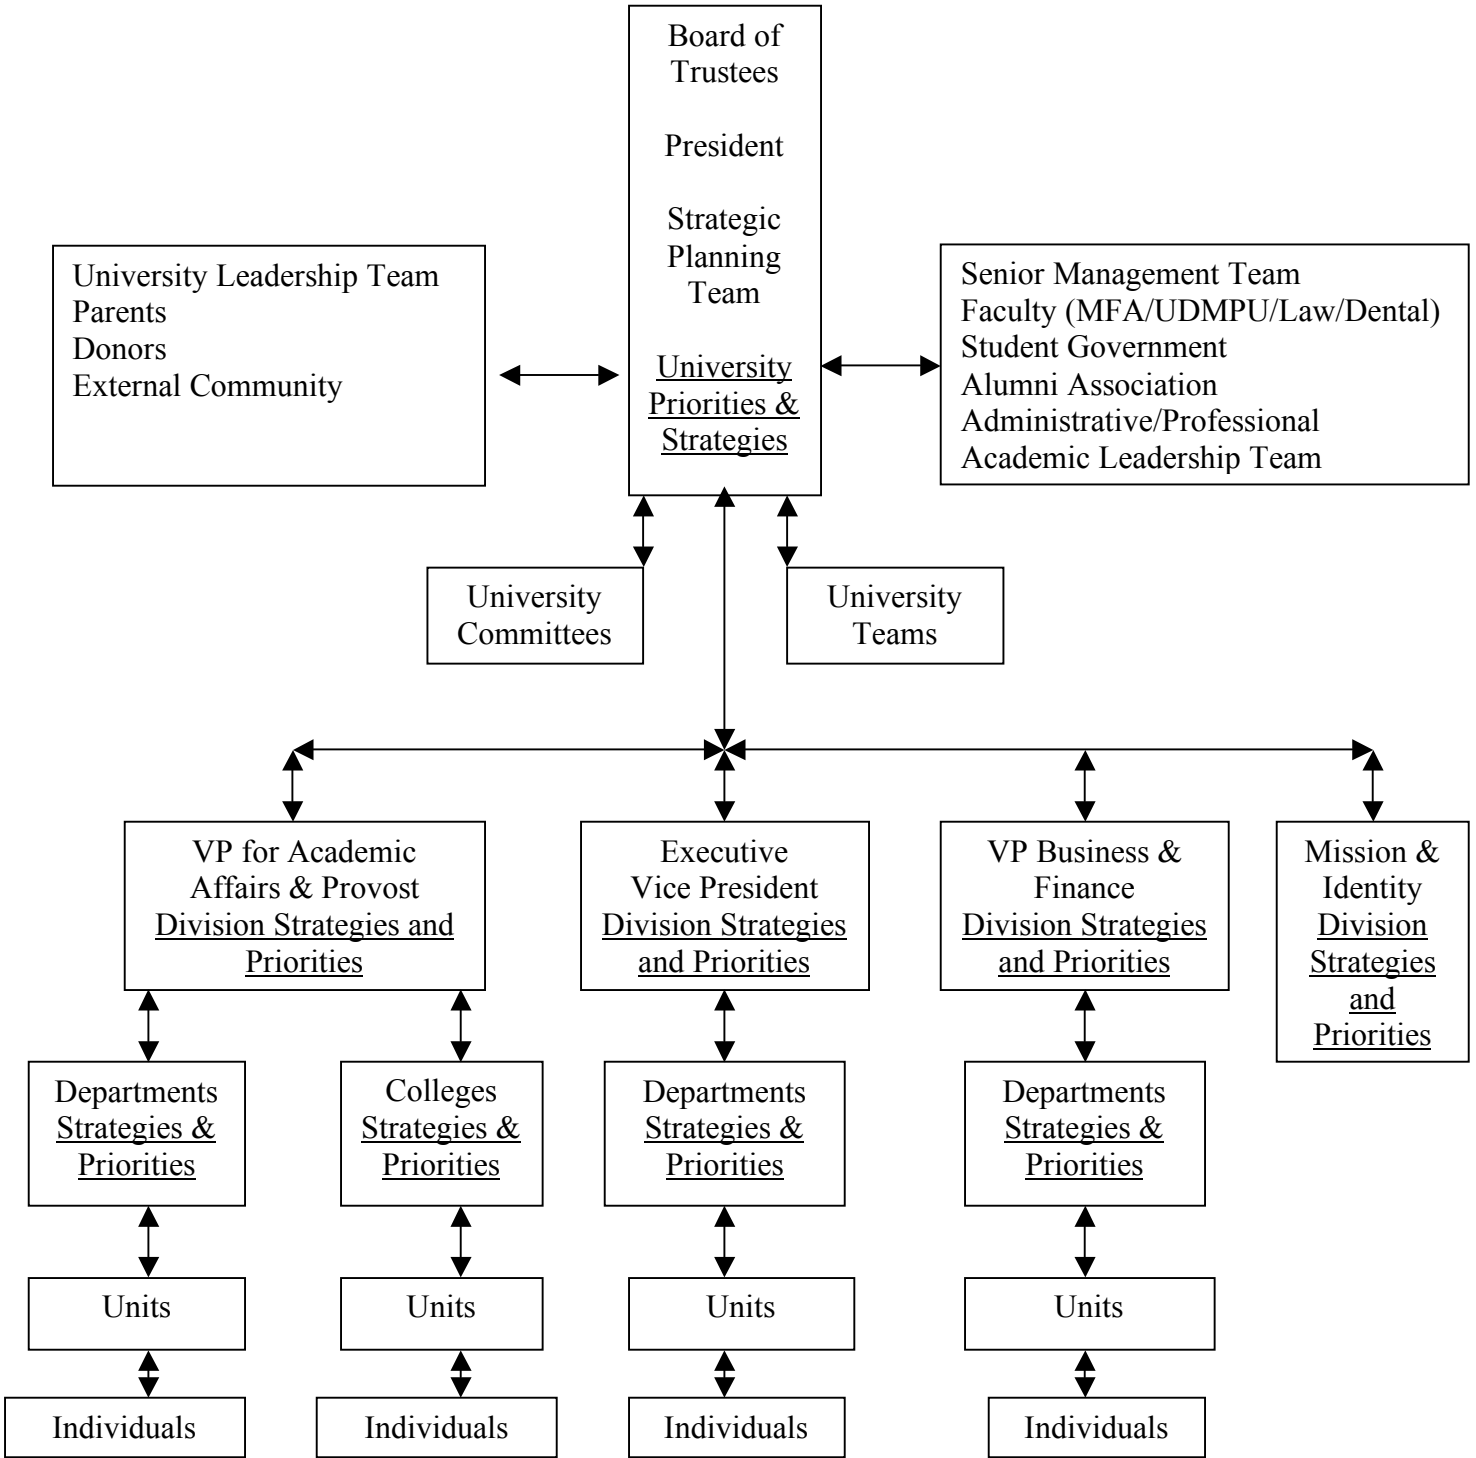 Board of
Trustees
President
Strategic
Planning
Team
University
Priorities &
Strategies
University Leadership Team
Parents
Donors
External Community
Senior Management Team
Faculty (MFA/UDMPU/Law/Dental)
Student Government
Alumni Association
Administrative/Professional
Academic Leadership Team
University
Committees
University
Teams
VP for Academic
Affairs & Provost
Division Strategies and
Priorities
Executive
Vice President
Division Strategies
and Priorities
VP Business &
Finance
Division Strategies
and Priorities
Mission &
Identity
Division
Strategies
and
Priorities
Departments
Strategies &
Priorities
Colleges
Strategies &
Priorities
Departments
Strategies &
Priorities
Departments
Strategies &
Priorities
Units
Units
Units
Units
Individuals
Individuals
Individuals
Individuals